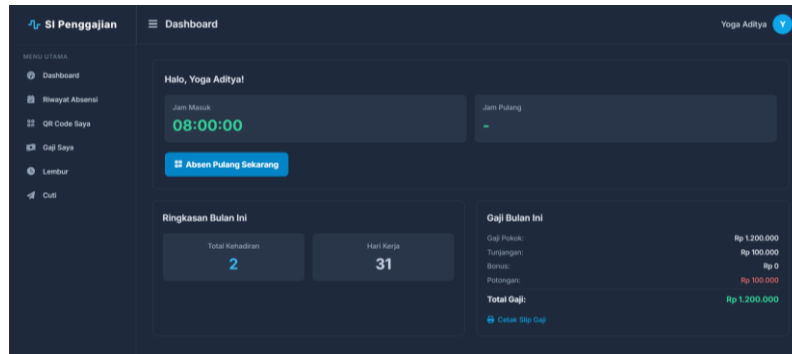 SI Penggajian
Dashboard
Yoga Aditya
Y
MENU UTAMA
Dashboard
Riwayat Absensi
QR Code Saya
Gaji Saya
Lembur
Cuti
Halo, Yoga Aditya!
Jam Masuk
08:00:00
Jam Pulang
-
Absen Pulang Sekarang
Ringkasan Bulan Ini
Total Kehadiran
2
Hari Kerja
31
Gaji Bulan Ini
Gaji Pokok: Rp 1.200.000
Tunjangan: Rp 100.000
Bonus: Rp 0
Potongan: Rp 100.000
Total Gaji: Rp 1.200.000
Cetak Slip Gaji